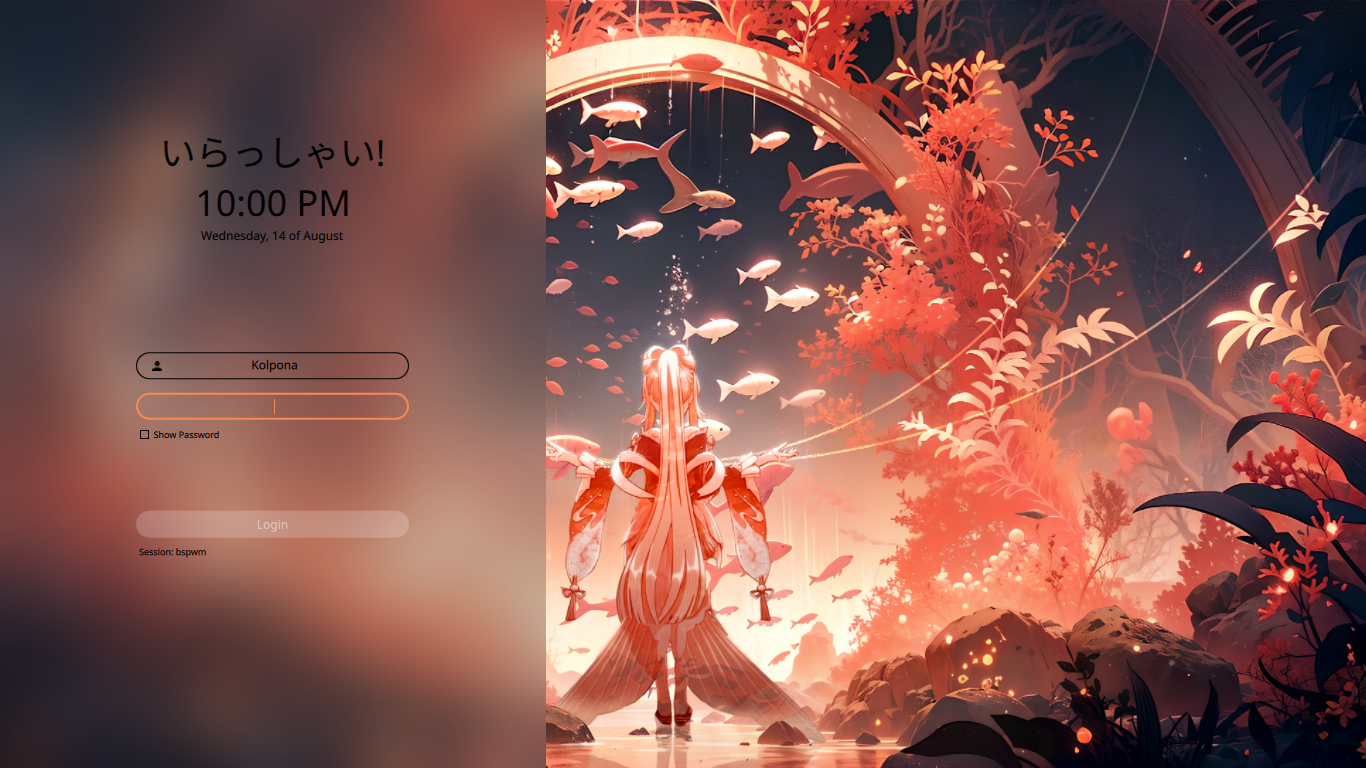 いらっしゃい!
10:00 PM
Wednesday, 14 of August
Kolpona
Show Password
Login
Session: bspwm